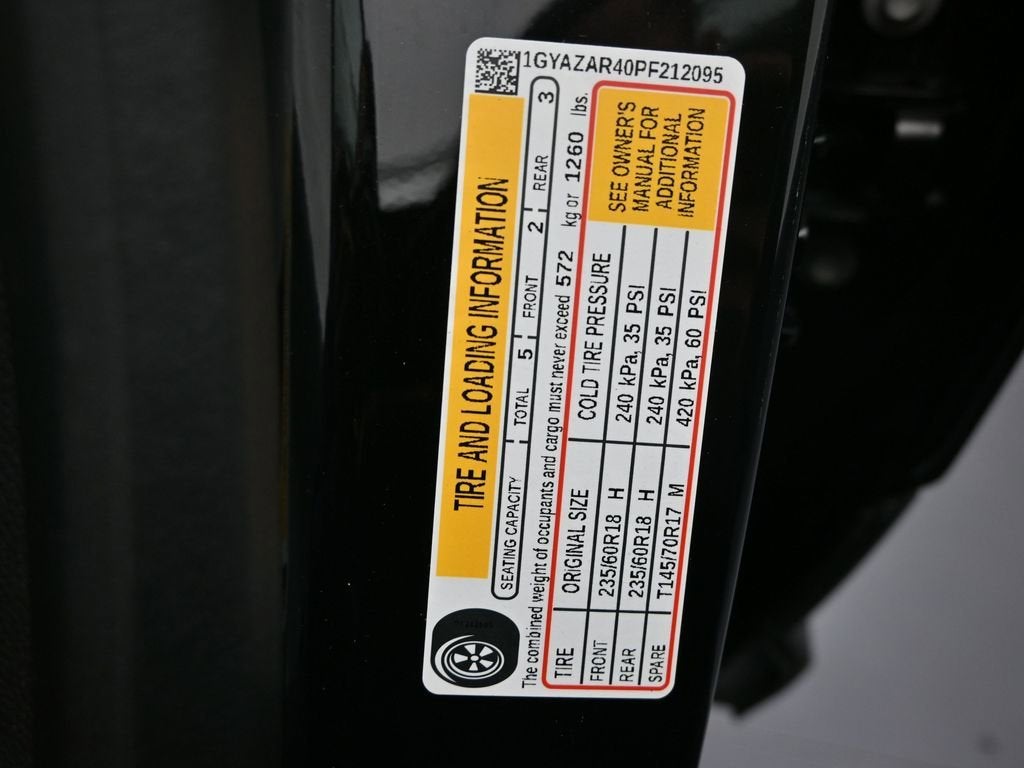 1GYAZAR40PF212095
TIRE AND LOADING INFORMATION
SEATING CAPACITY TOTAL 5 FRONT 2 REAR 3
The combined weight of occupants and cargo must never exceed 572 kg or 1260 lbs.
TIRE ORIGINAL SIZE COLD TIRE PRESSURE
FRONT 235/60R18 H 240 kPa, 35 PSI
REAR 235/60R18 H 240 kPa, 35 PSI
SPARE T145/70R17 M 420 kPa, 60 PSI
SEE OWNER'S
MANUAL FOR
ADDITIONAL
INFORMATION